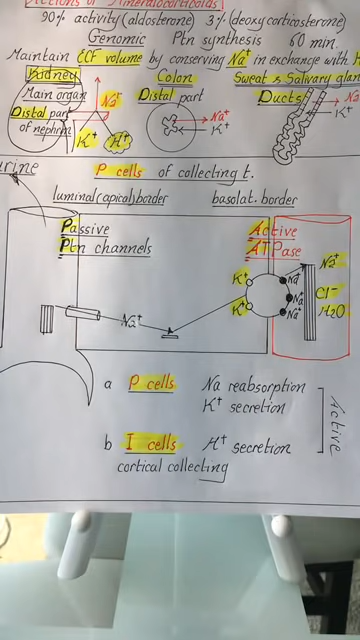 Actions of Mineralocorticoids
90% activity (aldosterone) 3% (deoxycorticosterone)
Genomic Ptn synthesis 60 min.
Maintain ECF volume by conserving Na+ in exchange with
Kidney
Main organ
Distal part
of nephron
Na+
K+
H+
Colon
Distal part
Na+
K+
Sweat & Salivary glan
Ducts
Na
K+
urine
P cells of collecting t.
luminal (apical) border basolat. border
Passive
Ptn channels
Active
ATPase
Na+
K+
K+
Na
Na
Na+
Na+
Cl-
H2O
a P cells Na reabsorption
K+ secretion
b I cells H+ secretion
cortical collecting
Active